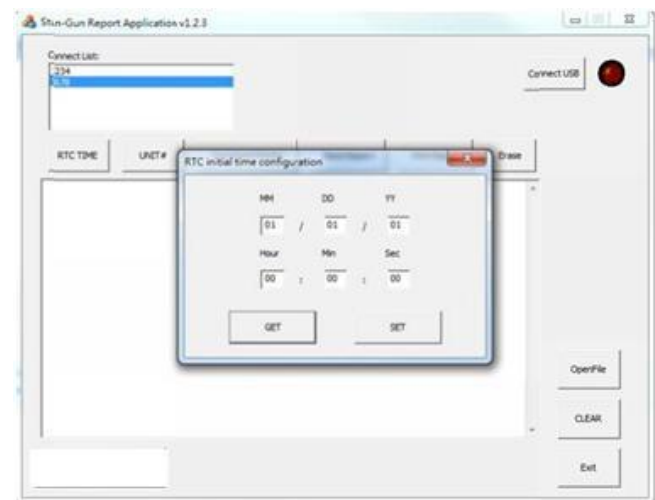 Stun-Gun Report Application v1.2.3
Connect List:
1234
Connect USB
RTC TIME
UNIT#
Erase
RTC initial time configuration
MM DD YY
01 / 01 / 01
Hour Min Sec
00 : 00 : 00
GET
SET
OpenFile
CLEAR
Exit